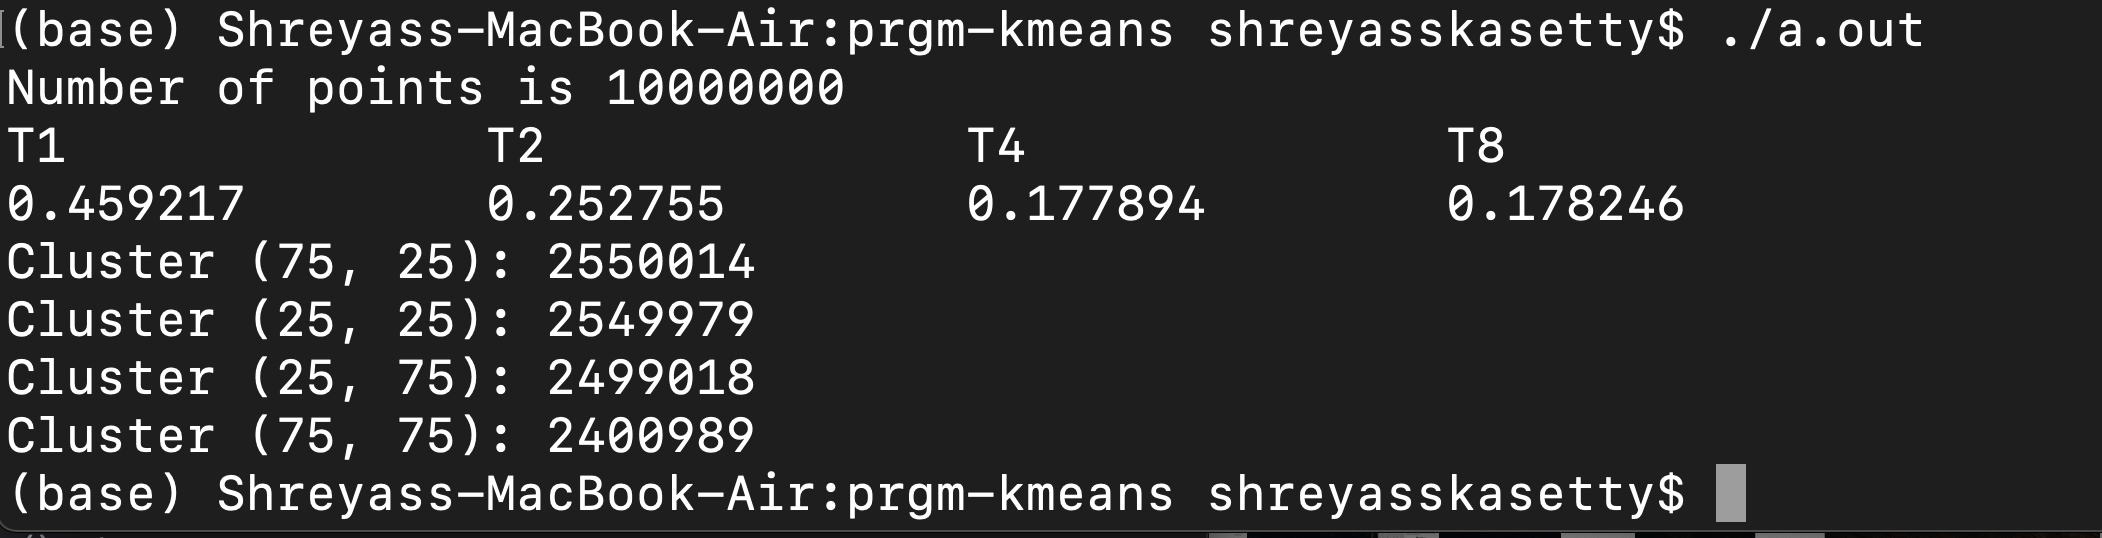 (base) Shreyass-MacBook-Air:prgm-kmeans shreyasskasetty$ ./a.out
Number of points is 10000000
T1 T2 T4 T8
0.459217 0.252755 0.177894 0.178246
Cluster (75, 25): 2550014
Cluster (25, 25): 2549979
Cluster (25, 75): 2499018
Cluster (75, 75): 2400989
(base) Shreyass-MacBook-Air:prgm-kmeans shreyasskasetty$